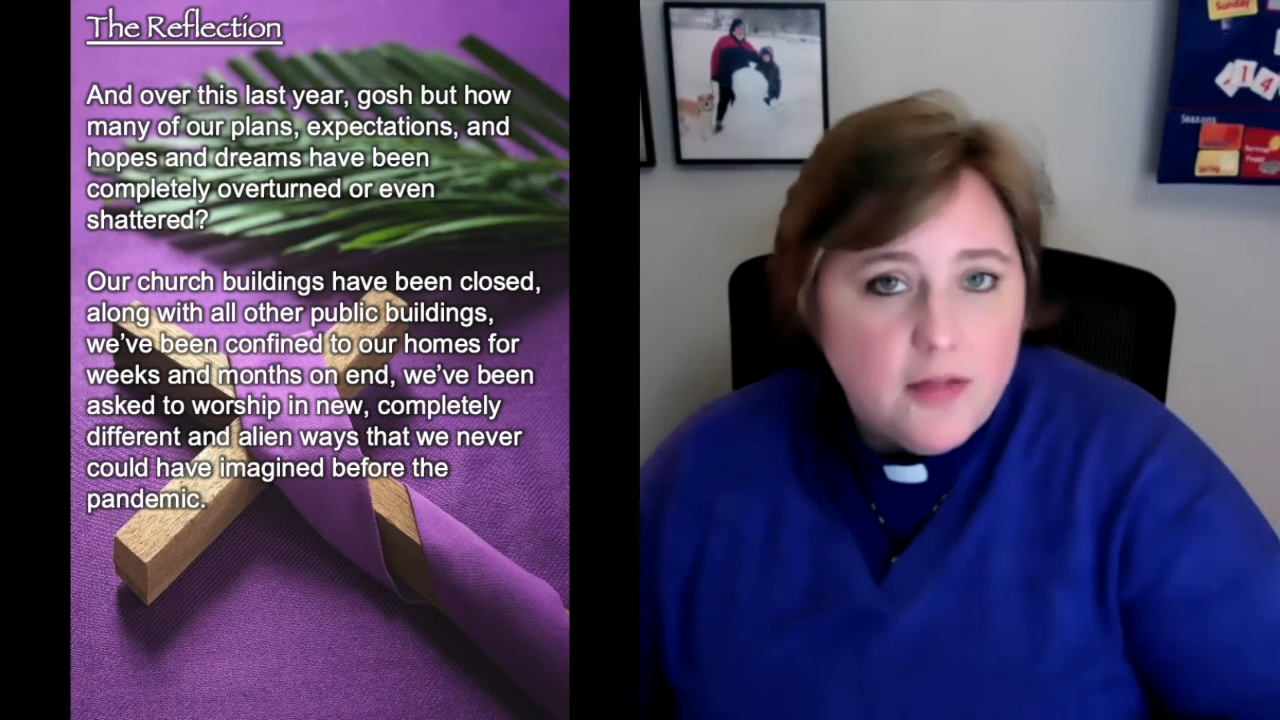 The Reflection
And over this last year, gosh but how
many of our plans, expectations, and
hopes and dreams have been
completely overturned or even
shattered?
Our church buildings have been closed,
along with all other public buildings,
we’ve been confined to our homes for
weeks and months on end, we’ve been
asked to worship in new, completely
different and alien ways that we never
could have imagined before the
pandemic.
Sunday
14
Seasons
Spring